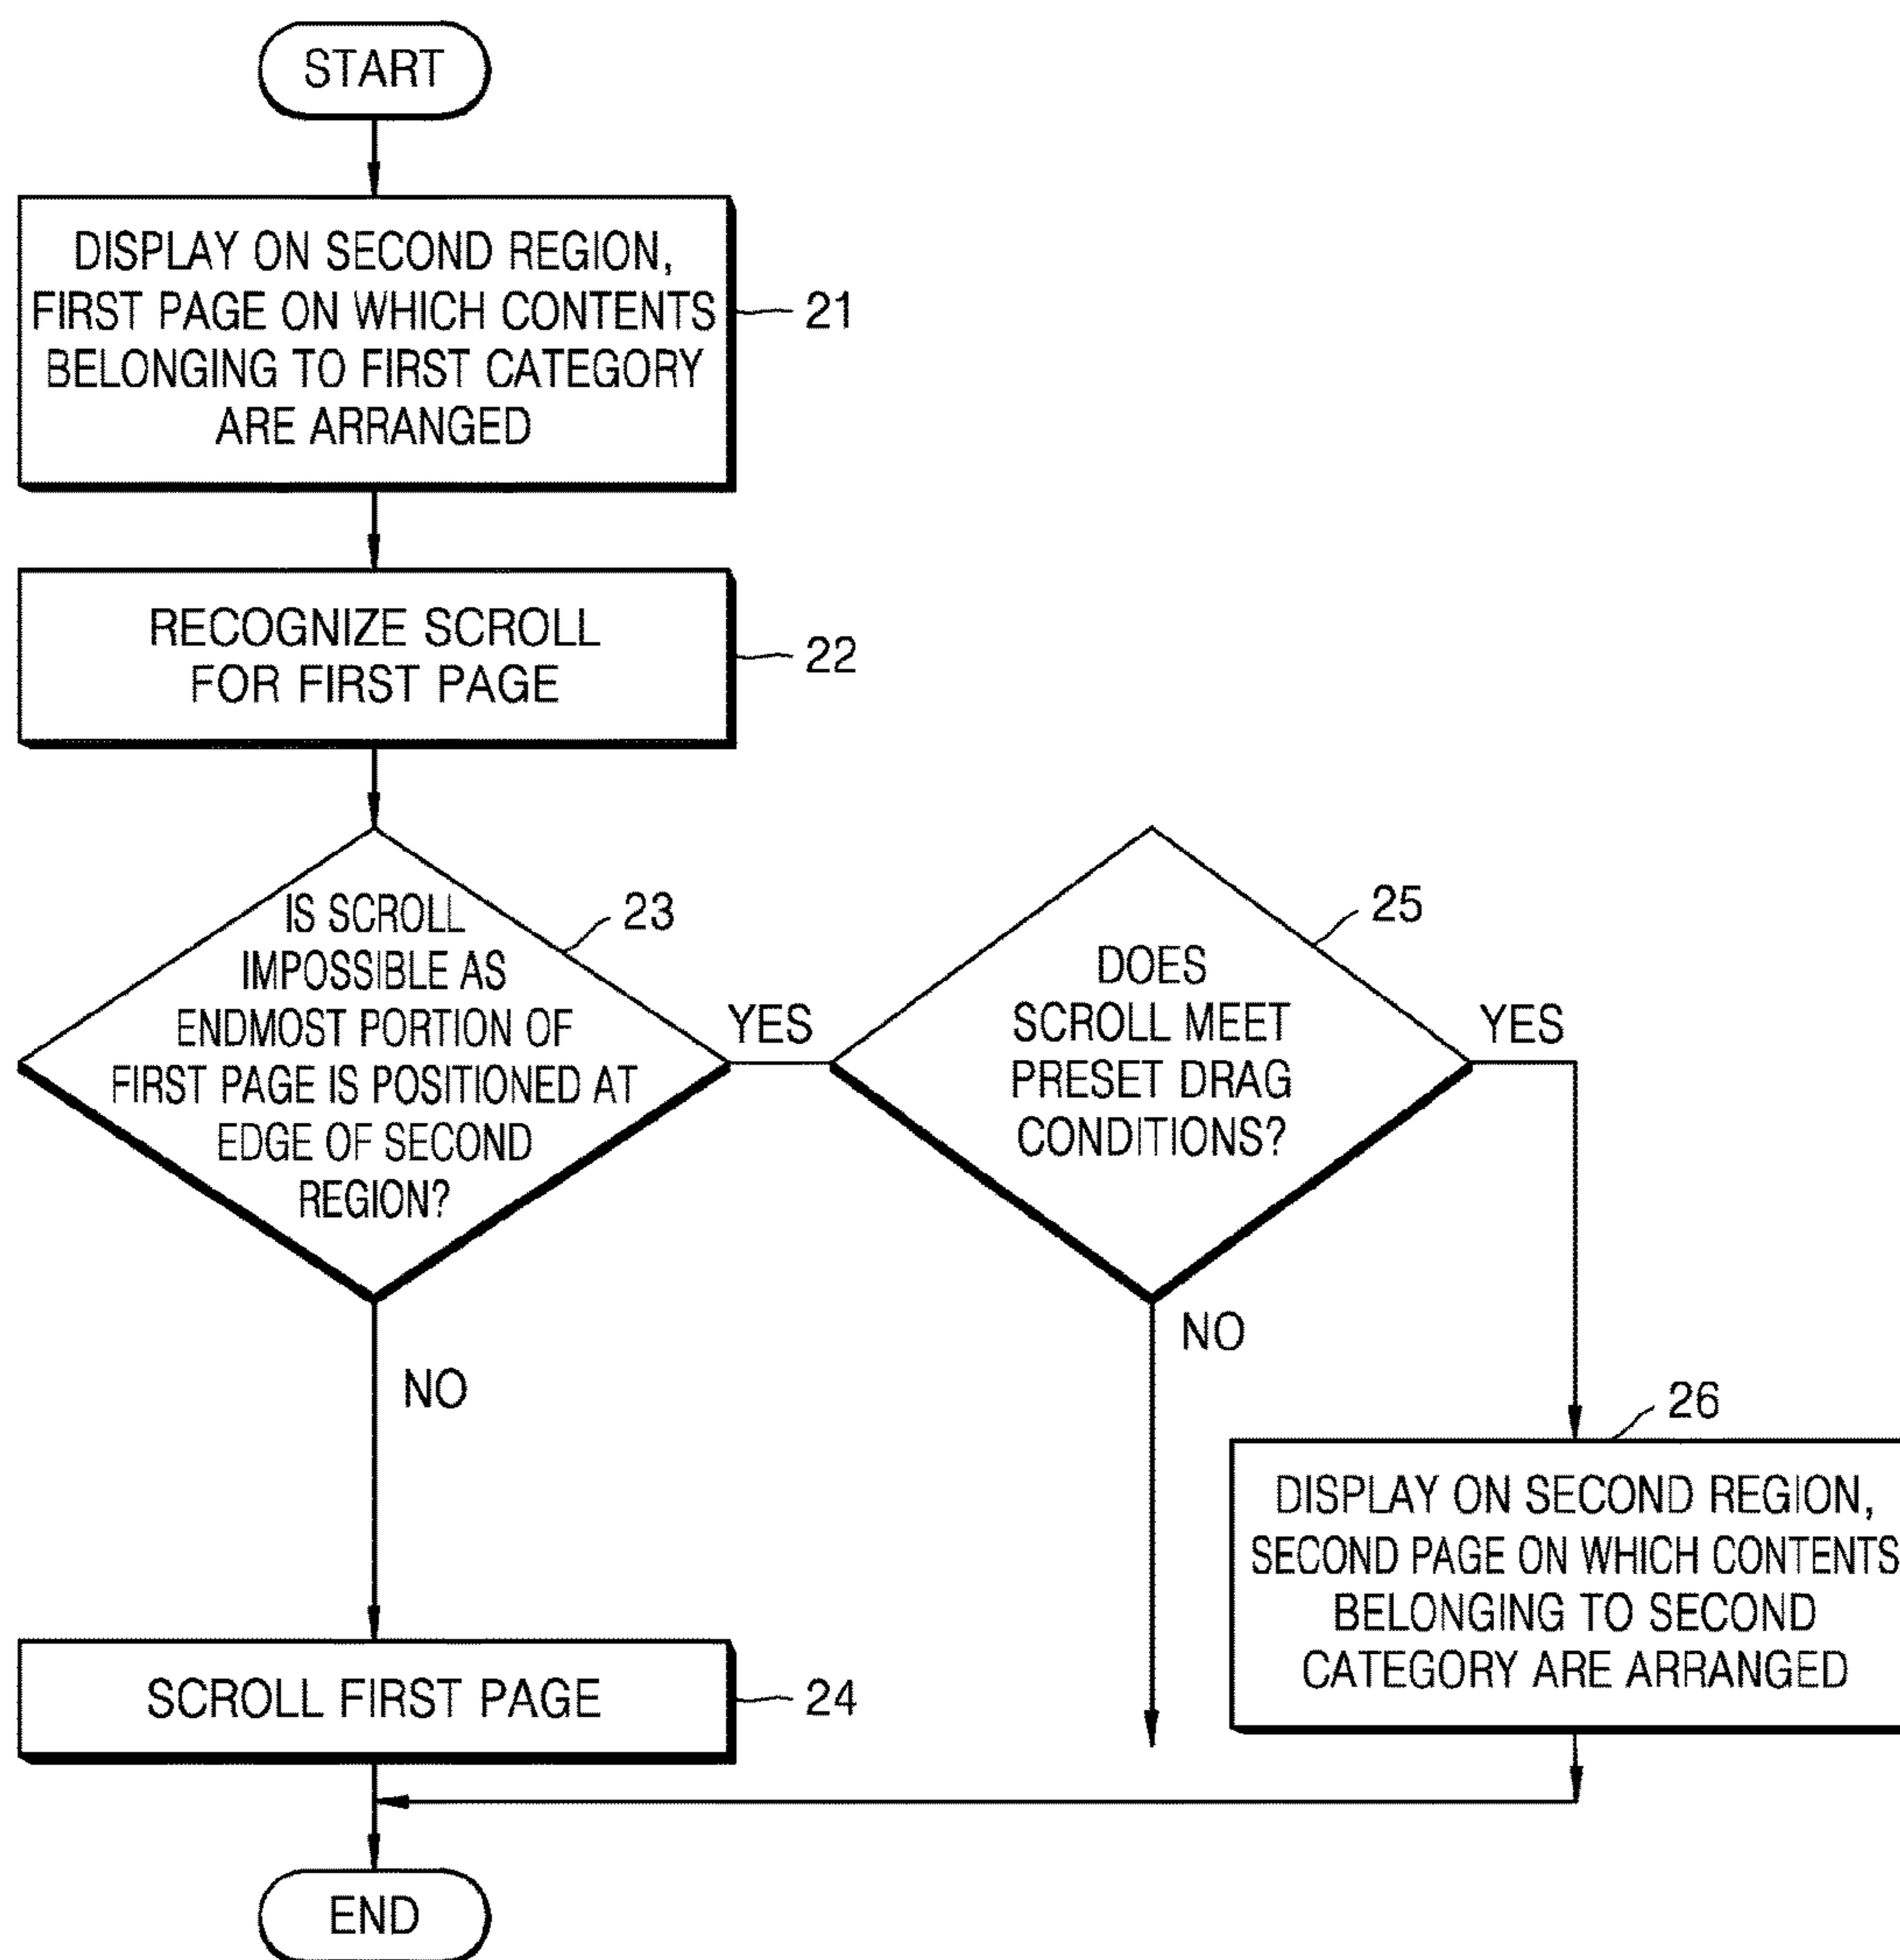 START
DISPLAY ON SECOND REGION,
FIRST PAGE ON WHICH CONTENTS
BELONGING TO FIRST CATEGORY
ARE ARRANGED
21
RECOGNIZE SCROLL
FOR FIRST PAGE
22
IS SCROLL
IMPOSSIBLE AS
ENDMOST PORTION OF
FIRST PAGE IS POSITIONED AT
EDGE OF SECOND
REGION?
23
YES
NO
DOES
SCROLL MEET
PRESET DRAG
CONDITIONS?
25
YES
NO
26
DISPLAY ON SECOND REGION,
SECOND PAGE ON WHICH CONTENTS
BELONGING TO SECOND
CATEGORY ARE ARRANGED
SCROLL FIRST PAGE
24
END